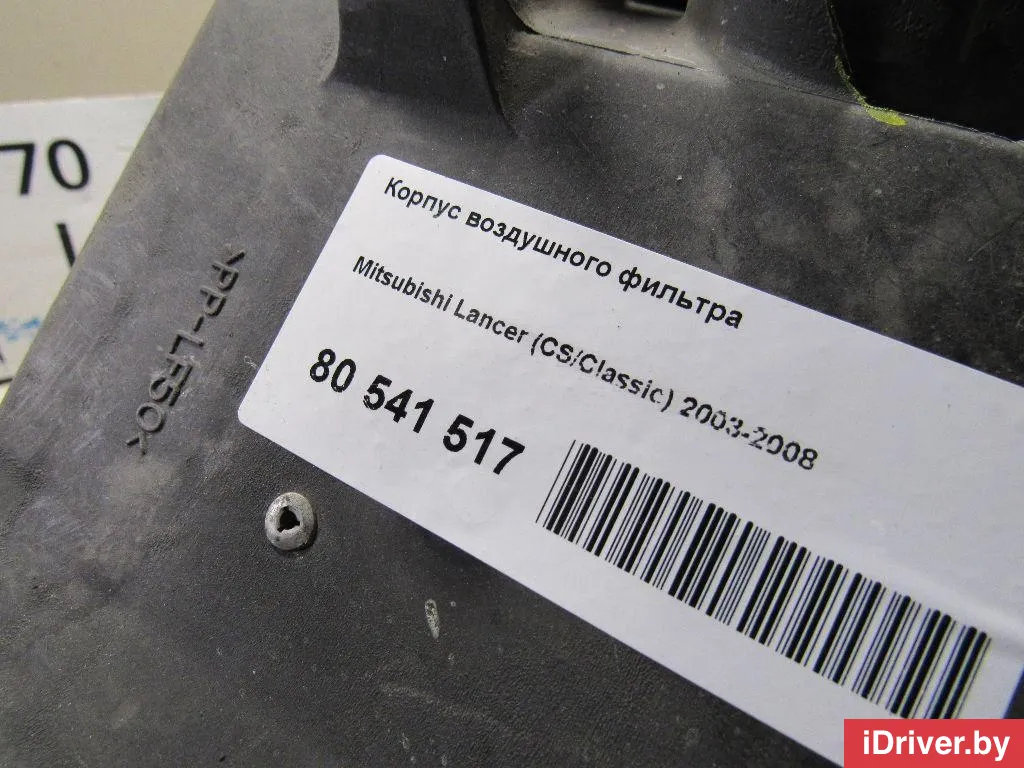 70
>PP-LF50<
Корпус воздушного фильтра
Mitsubishi Lancer (CS/Classic) 2003-2008
80 541 517
iDriver.by